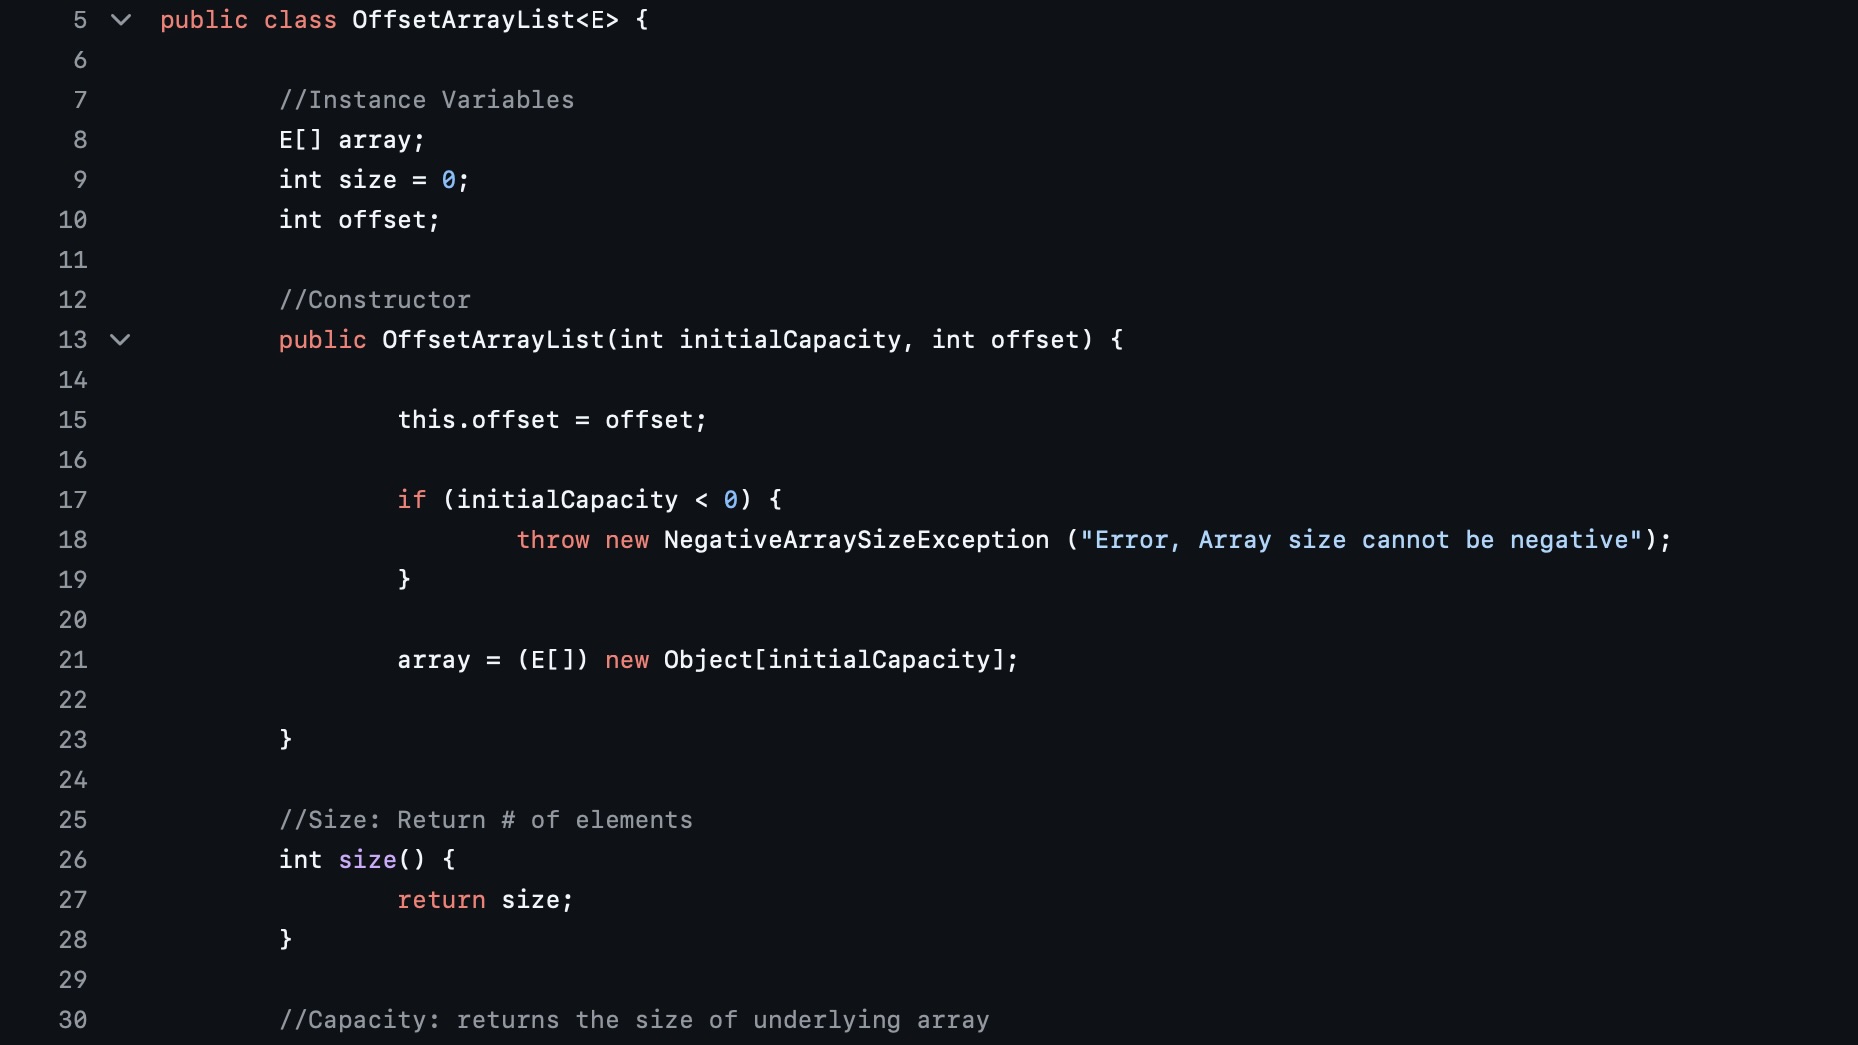 5 public class OffsetArrayList<E> {
6
7 //Instance Variables
8 E[] array;
9 int size = 0;
10 int offset;
11
12 //Constructor
13 public OffsetArrayList(int initialCapacity, int offset) {
14
15 this.offset = offset;
16
17 if (initialCapacity < 0) {
18 throw new NegativeArraySizeException ("Error, Array size cannot be negative");
19 }
20
21 array = (E[]) new Object[initialCapacity];
22
23 }
24
25 //Size: Return # of elements
26 int size() {
27 return size;
28 }
29
30 //Capacity: returns the size of underlying array